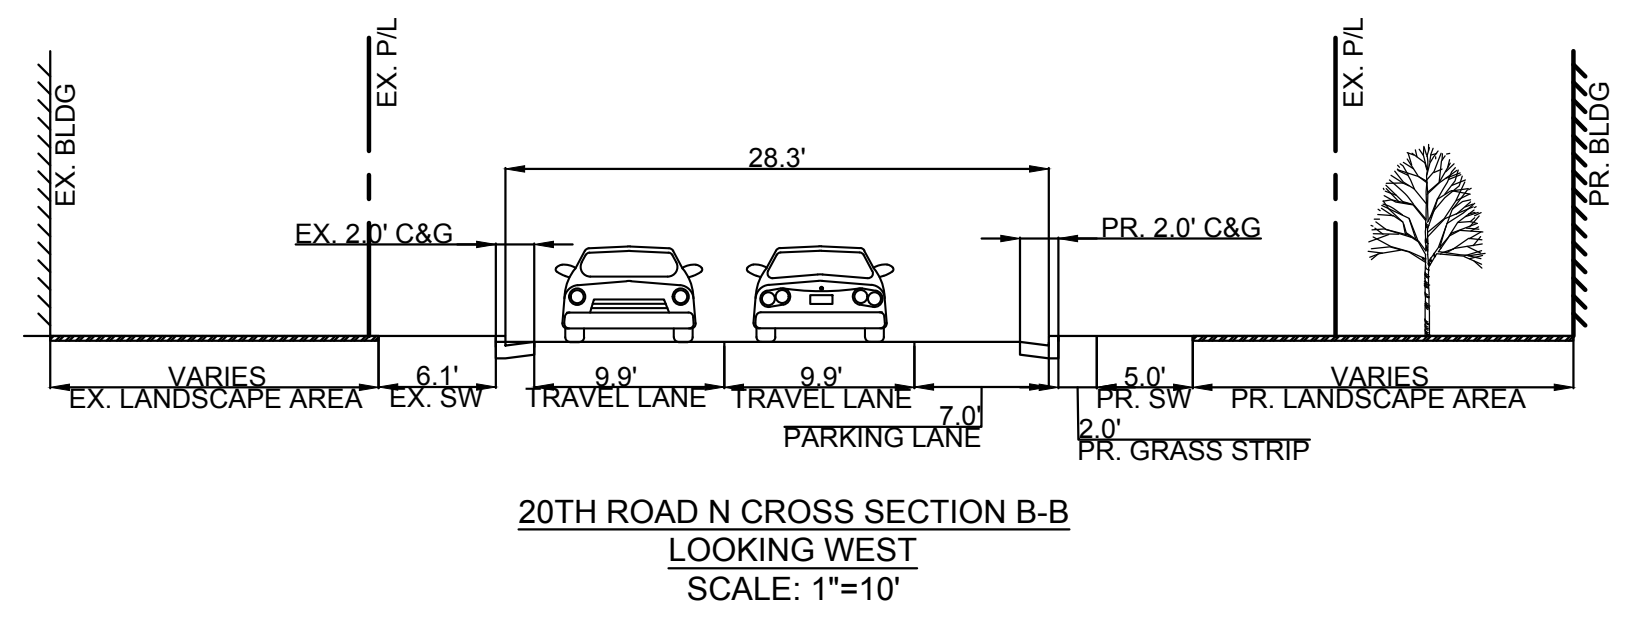 EX. BLDG
EX. P/L
EX. P/L
PR. BLDG
28.3'
EX. 2.0' C&G
PR. 2.0' C&G
VARIES
EX. LANDSCAPE AREA
6.1'
EX. SW
9.9'
TRAVEL LANE
9.9'
TRAVEL LANE
7.0'
PARKING LANE
2.0'
PR. GRASS STRIP
5.0'
PR. SW
VARIES
PR. LANDSCAPE AREA
20TH ROAD N CROSS SECTION B-B
LOOKING WEST
SCALE: 1"=10'